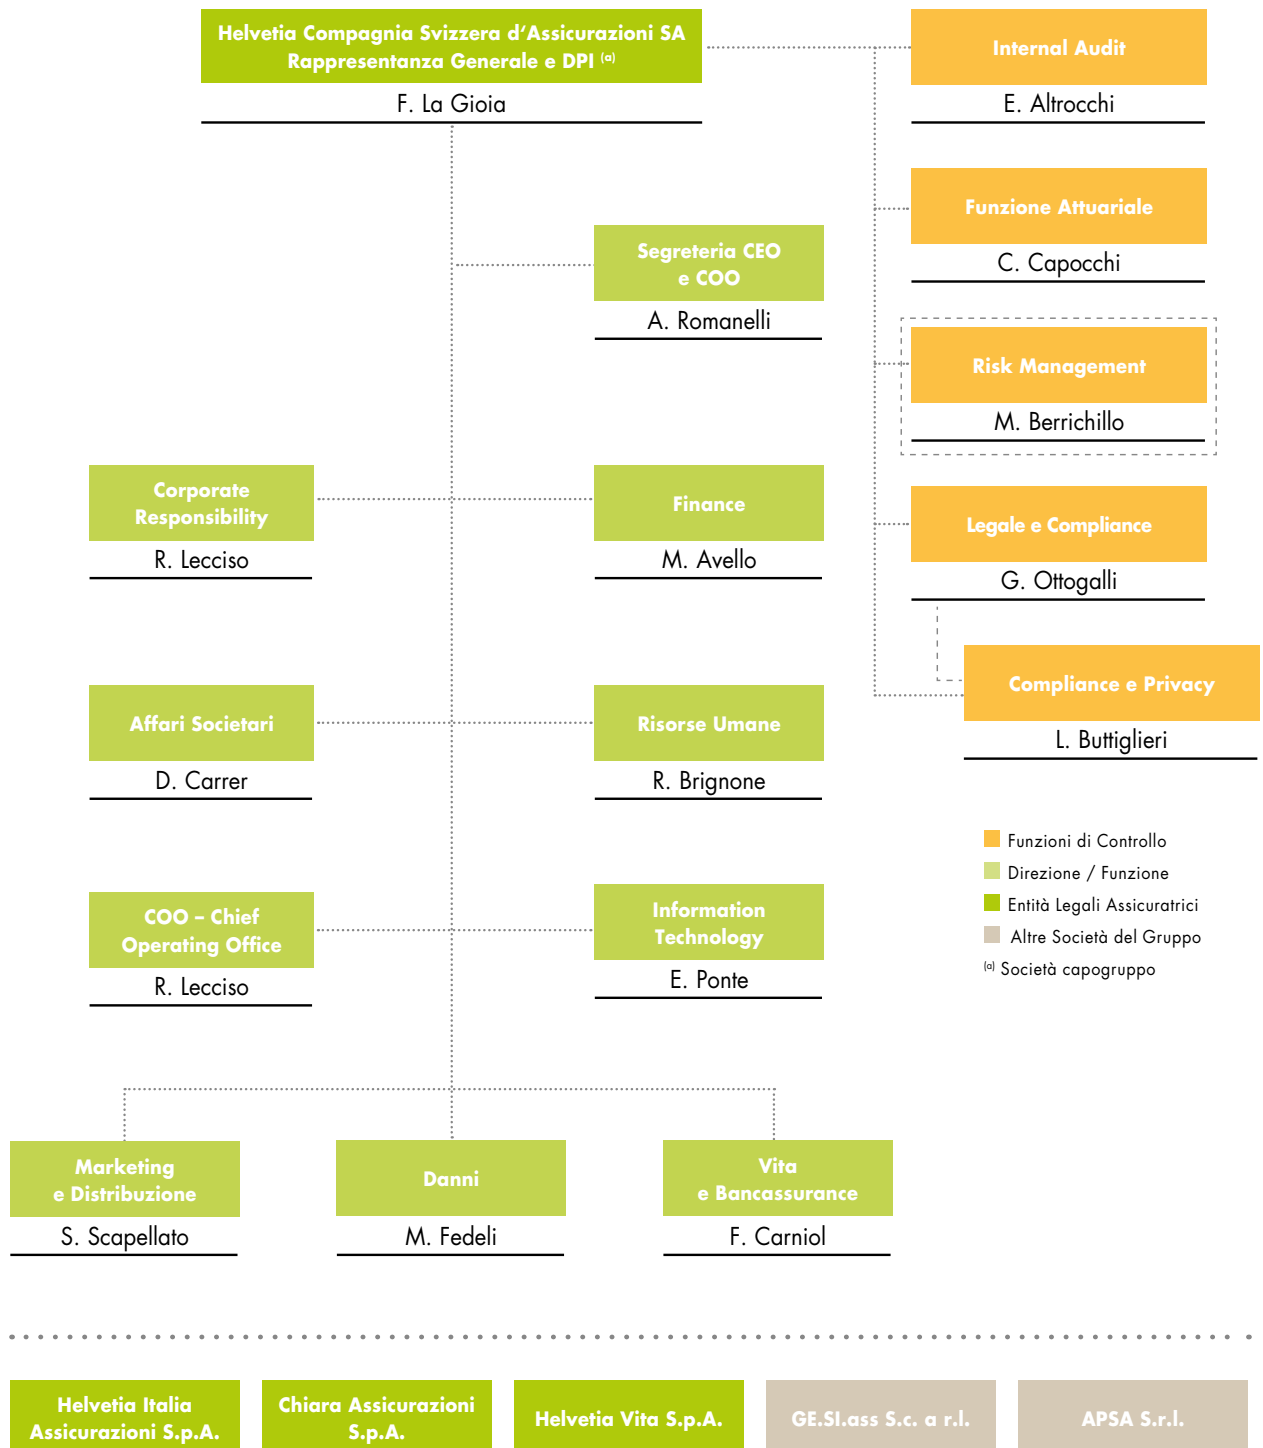 Helvetia Compagnia Svizzera d‘Assicurazioni SA
Rappresentanza Generale e DPI (a)
F. La Gioia
Internal Audit
E. Altrocchi
Funzione Attuariale
C. Capocchi
Segreteria CEO
e COO
A. Romanelli
Risk Management
M. Berrichillo
Corporate
Responsibility
R. Lecciso
Finance
M. Avello
Legale e Compliance
G. Ottogalli
Compliance e Privacy
L. Buttiglieri
Affari Societari
D. Carrer
Risorse Umane
R. Brignone
COO – Chief
Operating Office
R. Lecciso
Information
Technology
E. Ponte
Funzioni di Controllo
Direzione / Funzione
Entità Legali Assicuratrici
Altre Società del Gruppo
(a) Società capogruppo
Marketing
e Distribuzione
S. Scapellato
Danni
M. Fedeli
Vita
e Bancassurance
F. Carniol
Helvetia Italia
Assicurazioni S.p.A.
Chiara Assicurazioni
S.p.A.
Helvetia Vita S.p.A.
GE.SI.ass S.c. a r.l.
APSA S.r.l.